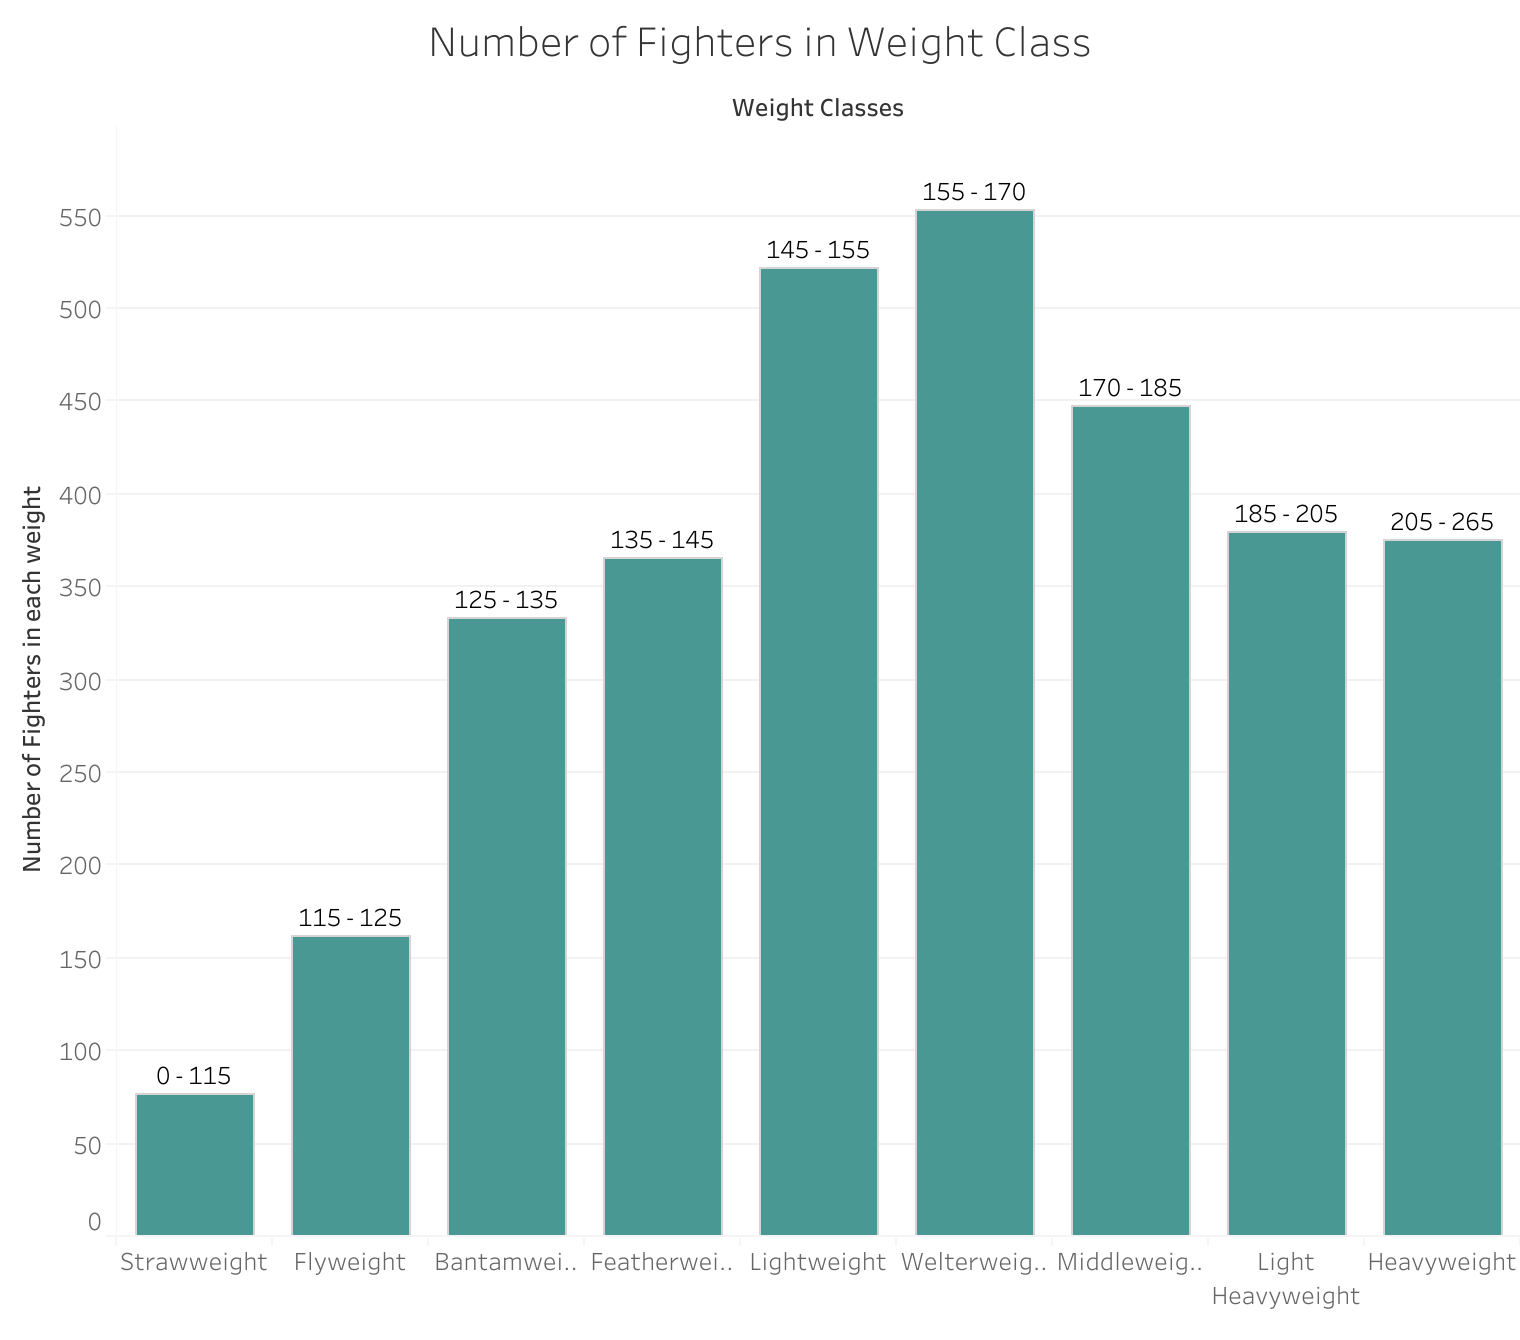 Number of Fighters in Weight Class
Weight Classes
Number of Fighters in each weight
550
500
450
400
350
300
250
200
150
100
50
0
0 - 115
115 - 125
125 - 135
135 - 145
145 - 155
155 - 170
170 - 185
185 - 205
205 - 265
Strawweight
Flyweight
Bantamwei..
Featherwei..
Lightweight
Welterweig..
Middleweig..
Light
Heavyweight
Heavyweight